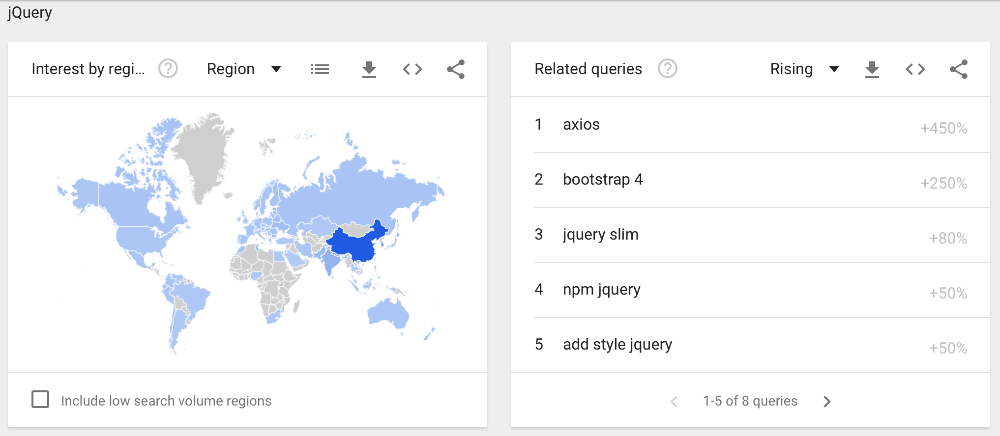 jQuery
Interest by regi...
Region
Related queries
Rising
1 axios +450%
2 bootstrap 4 +250%
3 jquery slim +80%
4 npm jquery +50%
5 add style jquery +50%
Include low search volume regions
1-5 of 8 queries